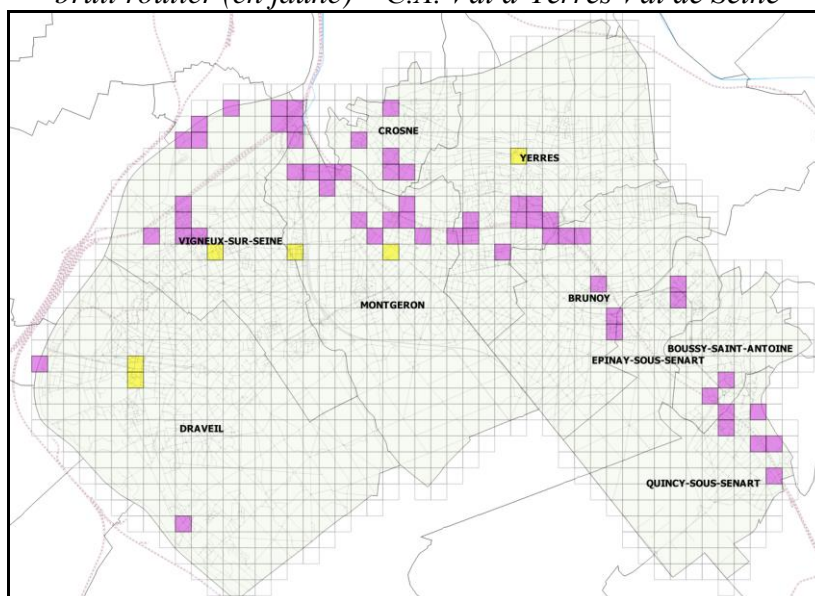 bruit routier (en jaune) – C.A. Val d'Yerres Val de Seine
CROSNE
YERRES
VIGNEUX-SUR-SEINE
MONTGERON
BRUNOY
BOUSSY-SAINT-ANTOINE
EPINAY-SOUS-SENART
DRAVEIL
QUINCY-SOUS-SENART